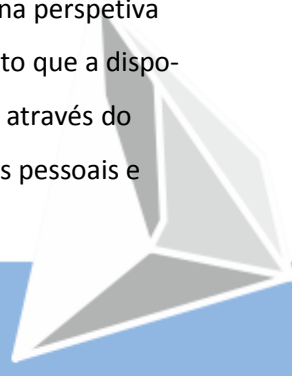 na perspetiva
to que a dispo-
através do
s pessoais e